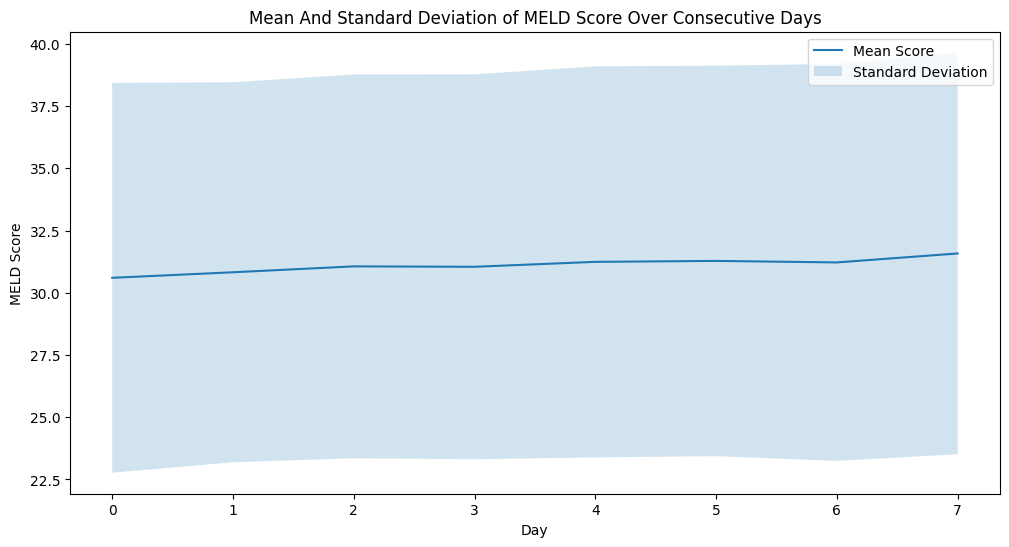 Mean And Standard Deviation of MELD Score Over Consecutive Days
40.0
37.5
35.0
32.5
30.0
27.5
25.0
22.5
MELD Score
Mean Score
Standard Deviation
0 1 2 3 4 5 6 7
Day